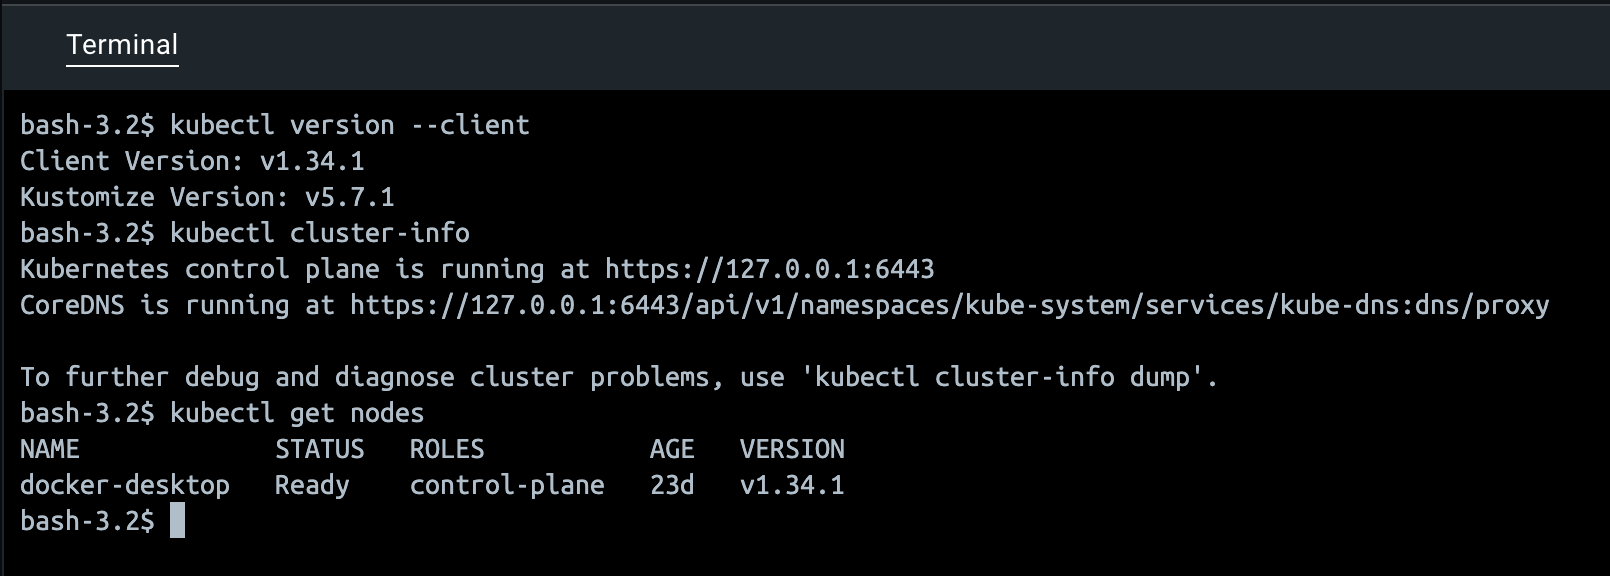 Terminal
bash-3.2$ kubectl version --client
Client Version: v1.34.1
Kustomize Version: v5.7.1
bash-3.2$ kubectl cluster-info
Kubernetes control plane is running at https://127.0.0.1:6443
CoreDNS is running at https://127.0.0.1:6443/api/v1/namespaces/kube-system/services/kube-dns:dns/proxy

To further debug and diagnose cluster problems, use 'kubectl cluster-info dump'.
bash-3.2$ kubectl get nodes
NAME             STATUS   ROLES           AGE   VERSION
docker-desktop   Ready    control-plane   23d   v1.34.1
bash-3.2$